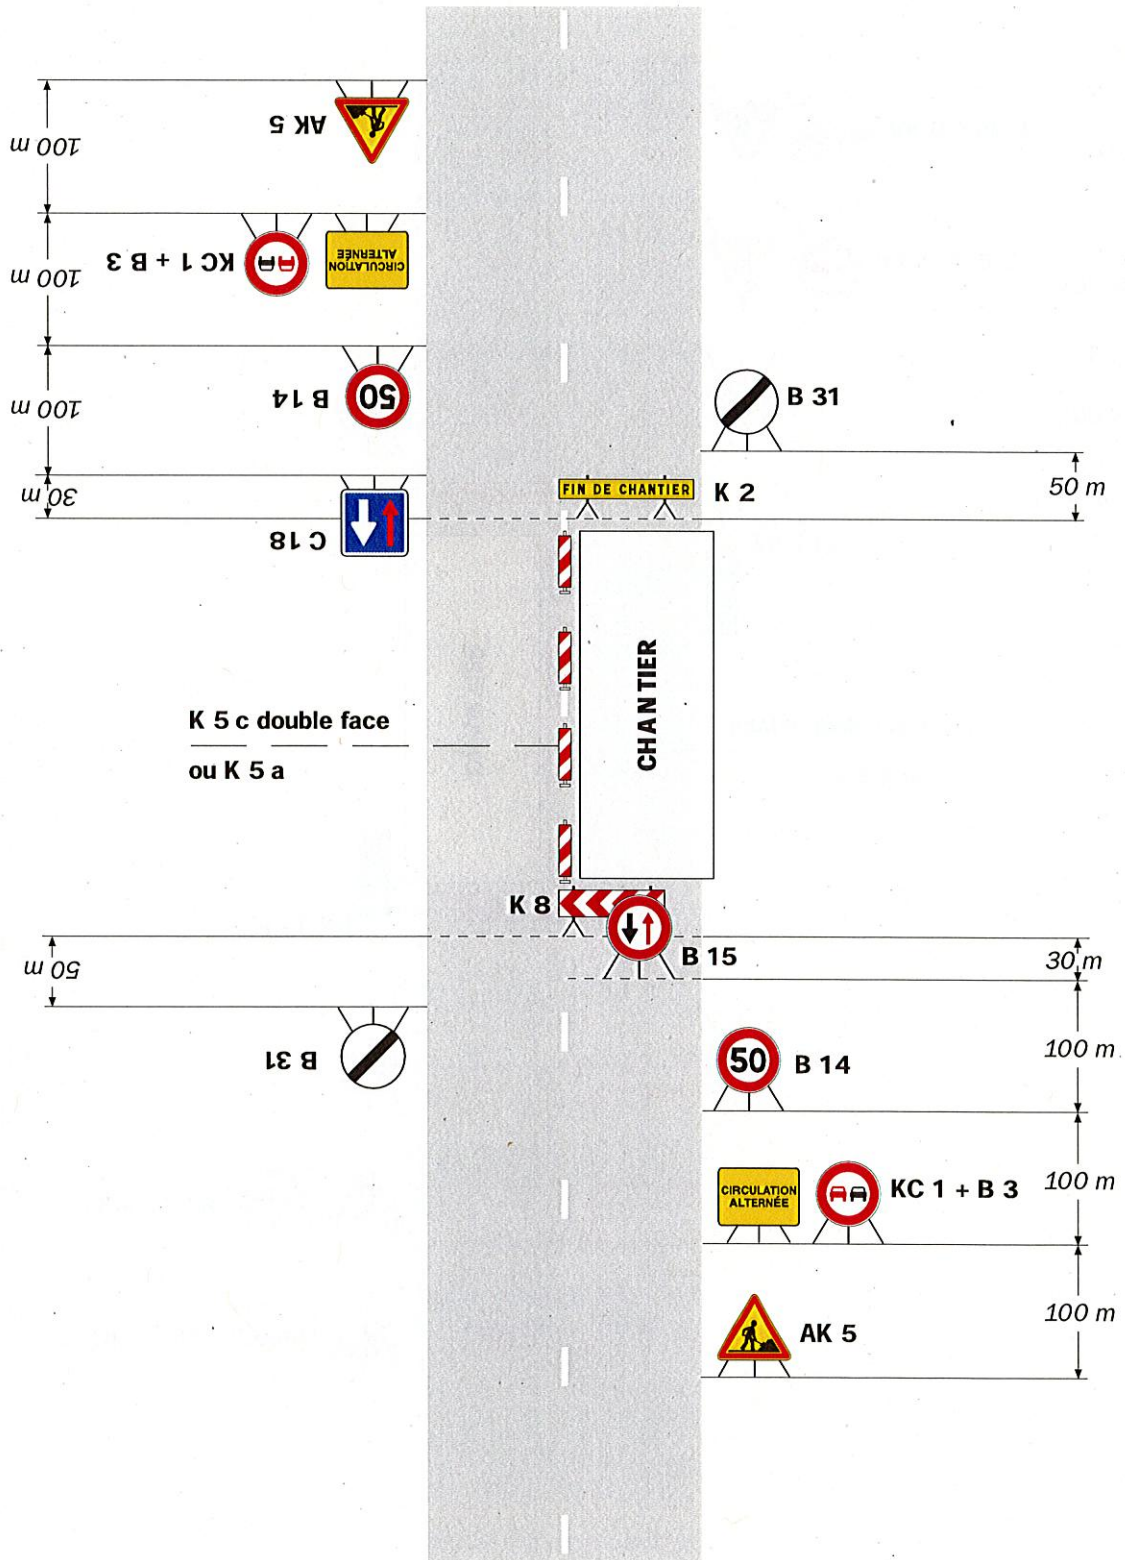 AK 5
100 m
KC 1 + B 3
CIRCULATION
ALTERNÉE
100 m
B 14
50
100 m
B 31
C 18
30 m
FIN DE CHANTIER
K 2
50 m
CHANTIER
K 5 c double face
ou K 5 a
K 8
B 15
50 m
30 m
B 31
50
B 14
100 m
CIRCULATION
ALTERNÉE
KC 1 + B 3
100 m
AK 5
100 m